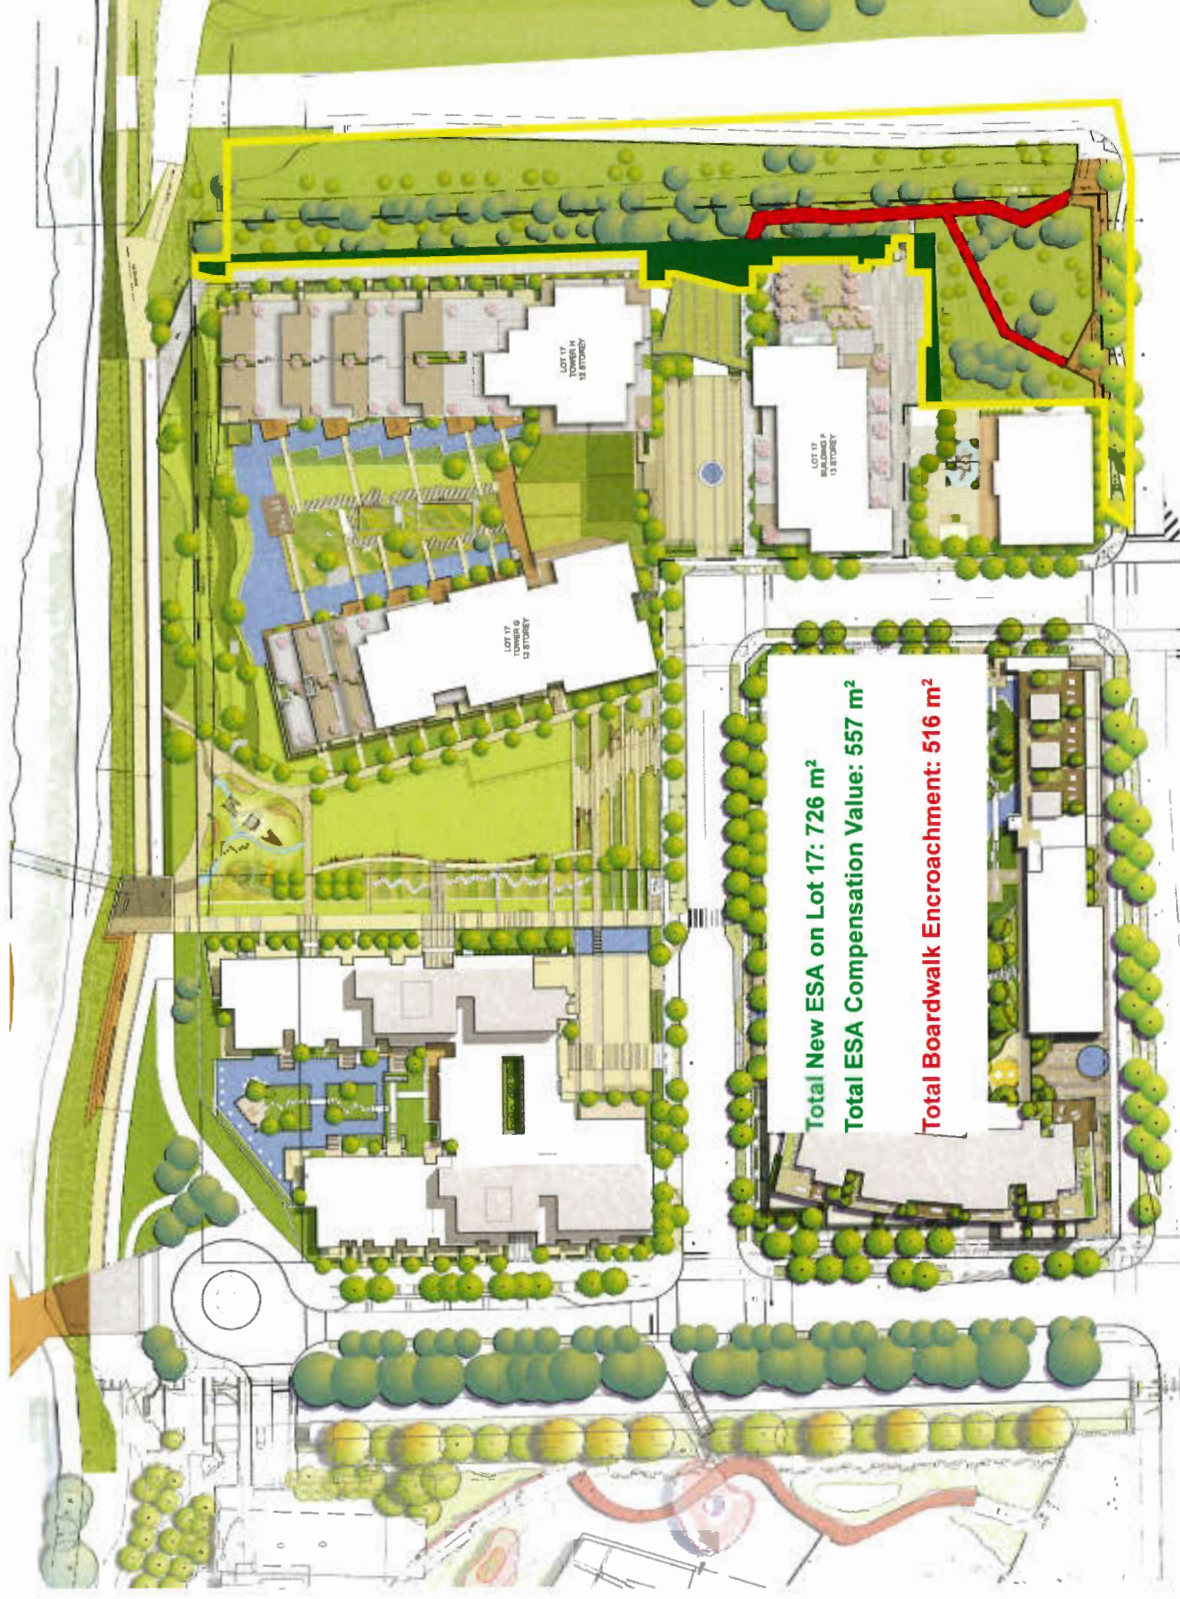 LOT 17
TOWER H
12 STOREY
LOT 17
BUILDING F
13 STOREY
LOT 17
TOWER G
12 STOREY
Total New ESA on Lot 17: 726 m²
Total ESA Compensation Value: 557 m²
Total Boardwalk Encroachment: 516 m²